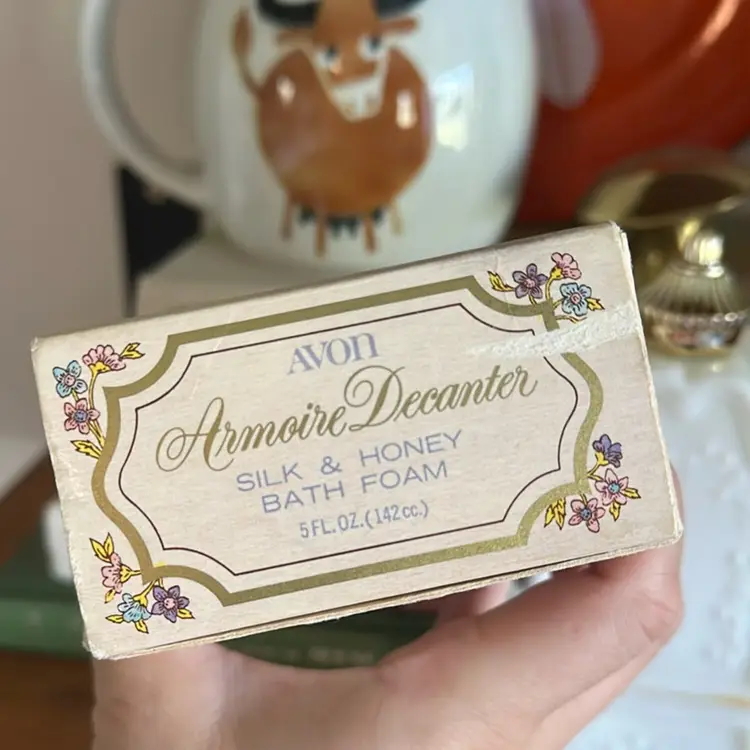 AVON
Armoire Decanter
SILK & HONEY
BATH FOAM
5 FL. OZ. (142 cc.)